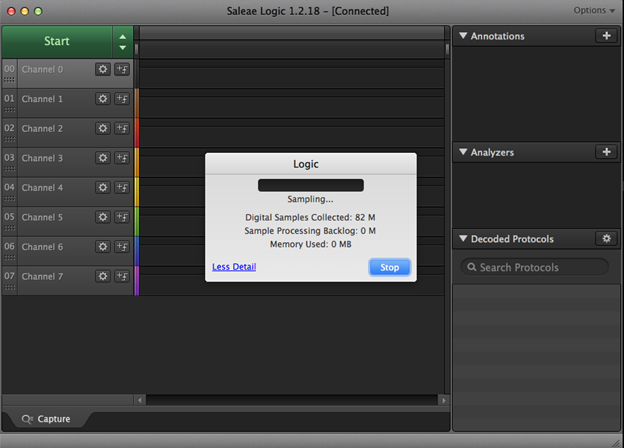 Saleae Logic 1.2.18 – [Connected]
Options
Start
Annotations
00 Channel 0
01 Channel 1
02 Channel 2
03 Channel 3
04 Channel 4
05 Channel 5
06 Channel 6
07 Channel 7
Logic
Sampling...
Digital Samples Collected: 82 M
Sample Processing Backlog: 0 M
Memory Used: 0 MB
Less Detail
Stop
Analyzers
Decoded Protocols
Search Protocols
Capture